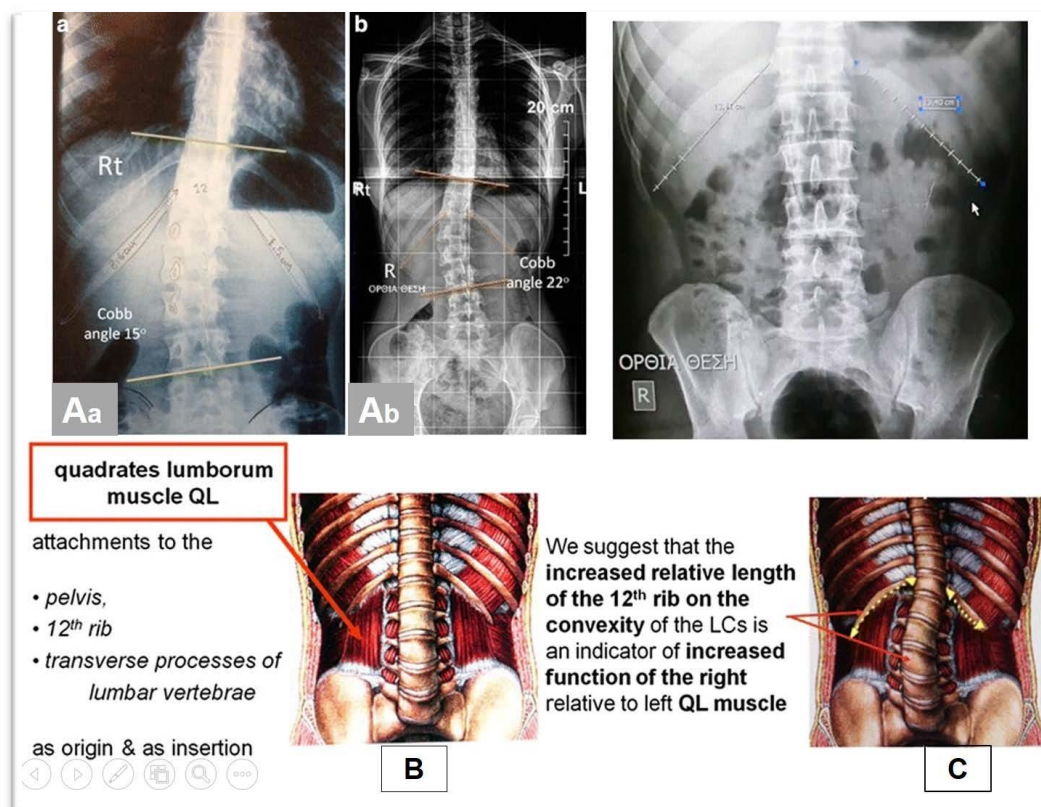 a
Rt
12
Cobb
angle 15°
Aa
b
20 cm
R
Rt
L
R
ΟΡΘΙΑ ΘΕΣΗ
Cobb
angle 22°
Ab
ΟΡΘΙΑ ΘΕΣΗ
R
quadrates lumborum
muscle QL
attachments to the
• pelvis,
• 12th rib
• transverse processes of
lumbar vertebrae
as origin & as insertion
B
We suggest that the
increased relative length
of the 12th rib on the
convexity of the LCs is
an indicator of increased
function of the right
relative to left QL muscle
C